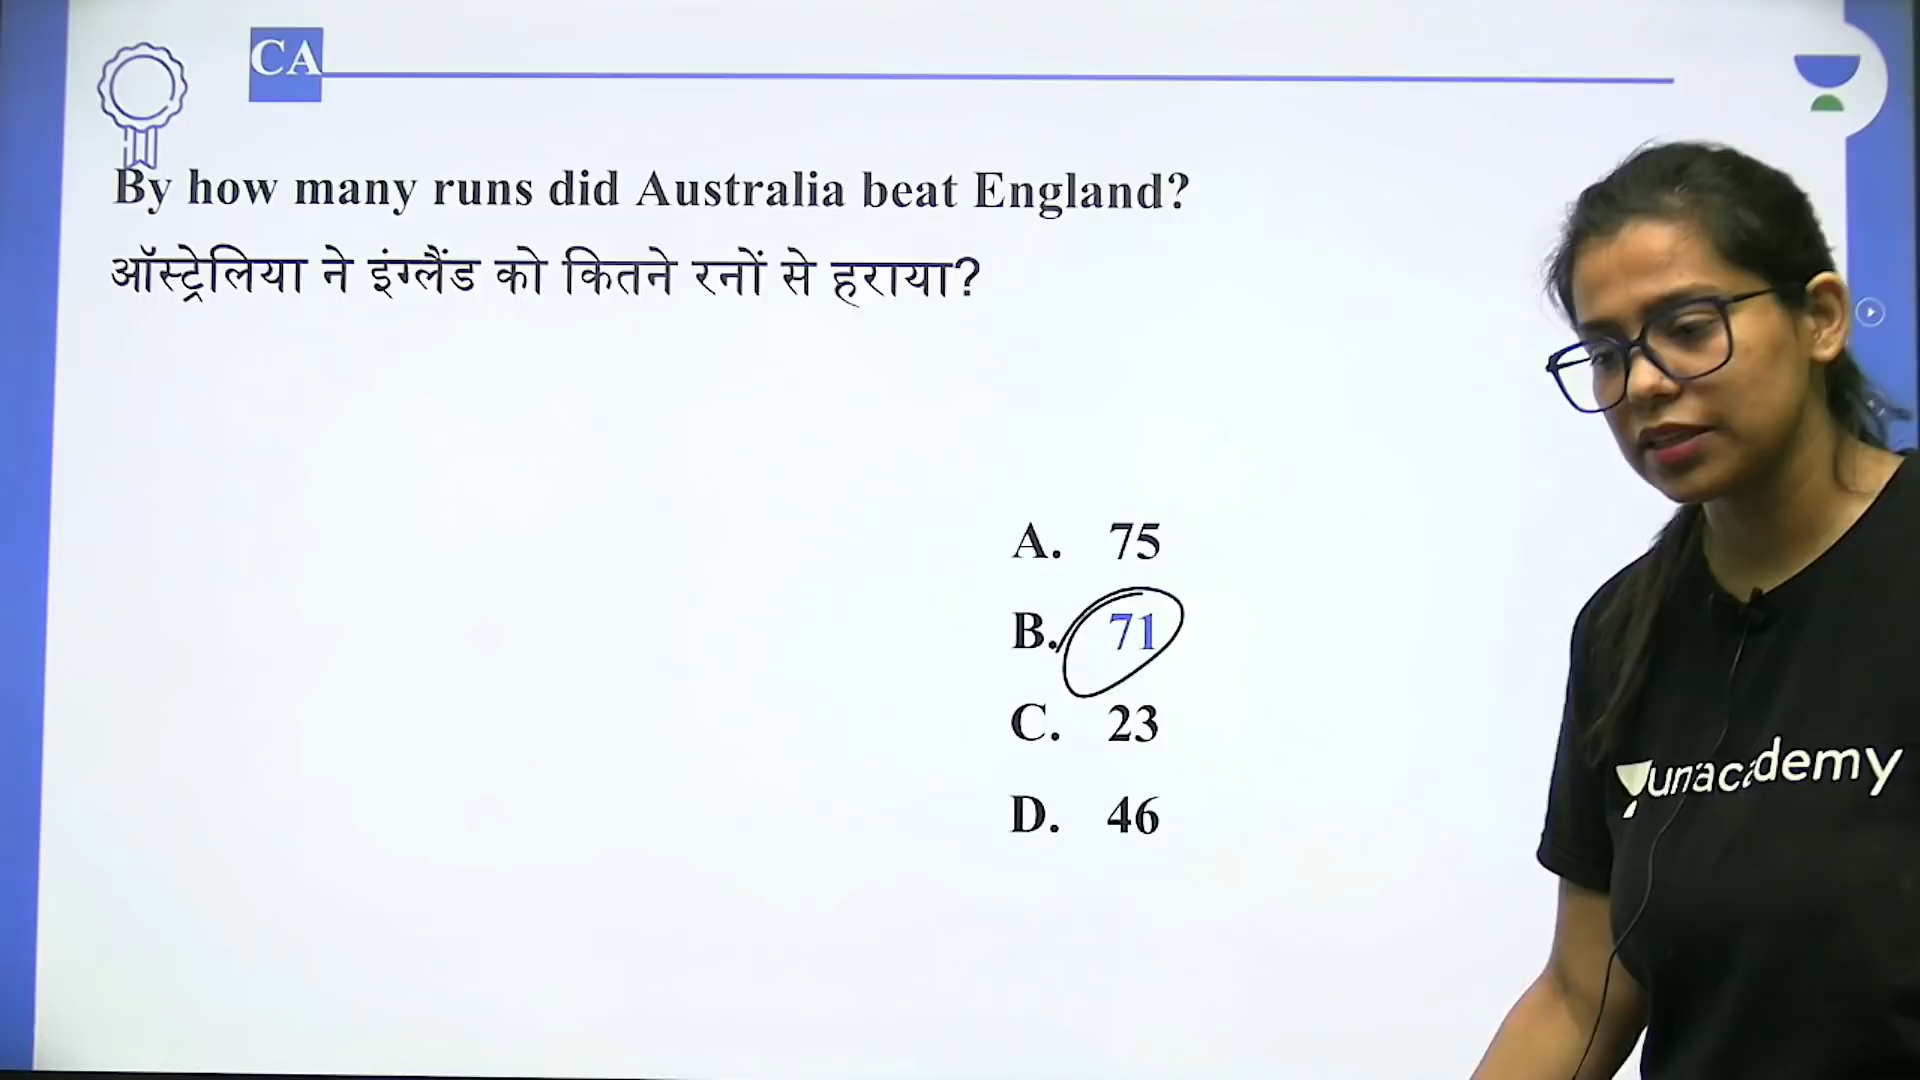 CA
By how many runs did Australia beat England?
ऑस्ट्रेलिया ने इंग्लैंड को कितने रनों से हराया?
A. 75
B. 71
C. 23
D. 46
unacademy